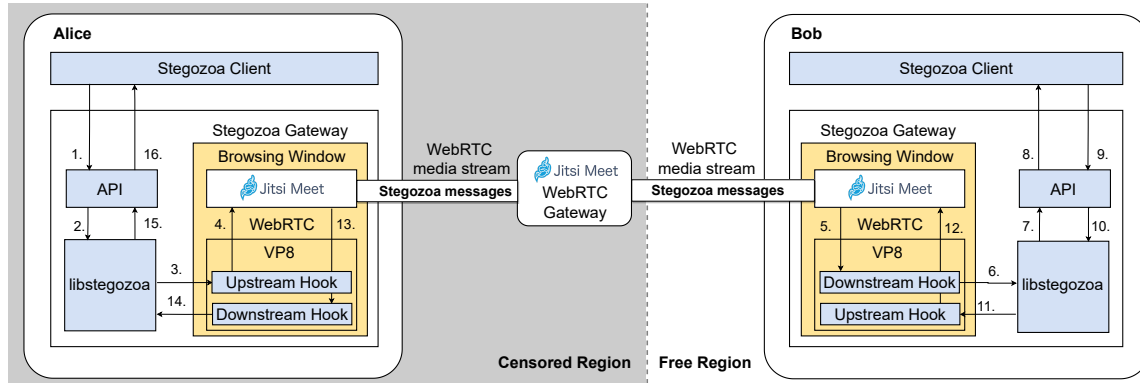 Alice
Stegozoa Client
Stegozoa Gateway
1.
16.
API
2.
15.
libstegozoa
3.
14.
Browsing Window
Jitsi Meet
4.
WebRTC
13.
VP8
Upstream Hook
Downstream Hook
WebRTC
media stream
Stegozoa messages
Jitsi Meet
WebRTC
Gateway
Censored Region
Free Region
WebRTC
media stream
Stegozoa messages
Bob
Stegozoa Client
Stegozoa Gateway
Browsing Window
Jitsi Meet
5.
WebRTC
12.
VP8
Downstream Hook
Upstream Hook
6.
11.
8.
9.
API
7.
10.
libstegozoa